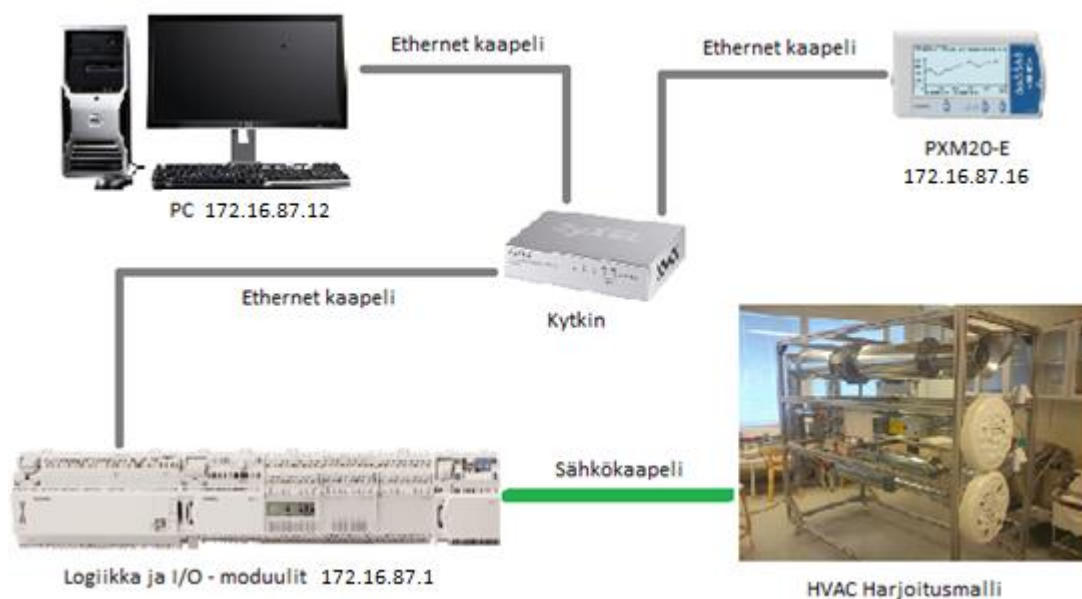 Ethernet kaapeli
Ethernet kaapeli
PXM20-E
172.16.87.16
PC 172.16.87.12
ZyXEL
Ethernet kaapeli
Kytkin
Sähkökaapeli
Logiikka ja I/O - moduulit 172.16.87.1
HVAC Harjoitusmalli